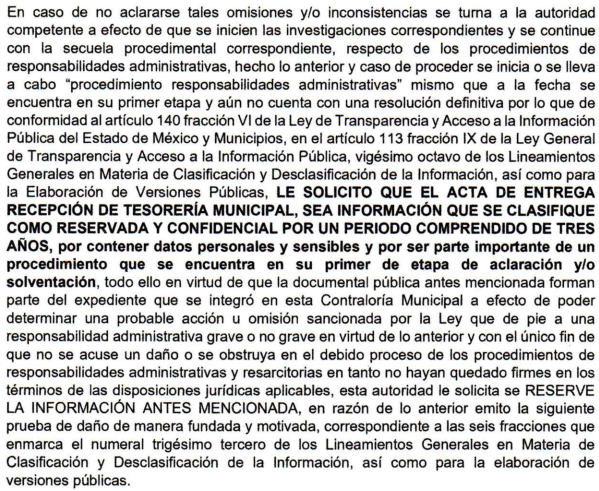 En caso de no aclararse tales omisiones y/o inconsistencias se turna a la autoridad
competente a efecto de que se inicien las investigaciones correspondientes y se continue
con la secuela procedimental correspondiente, respecto de los procedimientos de
responsabilidades administrativas, hecho lo anterior y caso de proceder se inicia o se lleva
a cabo "procedimiento responsabilidades administrativas" mismo que a la fecha se
encuentra en su primer etapa y aún no cuenta con una resolución definitiva por lo que de
conformidad al artículo 140 fracción VI de la Ley de Transparencia y Acceso a la Información
Pública del Estado de México y Municipios, en el artículo 113 fracción IX de la Ley General
de Transparencia y Acceso a la Información Pública, vigésimo octavo de los Lineamientos
Generales en Materia de Clasificación y Desclasificación de la Información, así como para
la Elaboración de Versiones Públicas, LE SOLICITO QUE EL ACTA DE ENTREGA
RECEPCIÓN DE TESORERÍA MUNICIPAL, SEA INFORMACIÓN QUE SE CLASIFIQUE
COMO RESERVADA Y CONFIDENCIAL POR UN PERIODO COMPRENDIDO DE TRES
AÑOS, por contener datos personales y sensibles y por ser parte importante de un
procedimiento que se encuentra en su primer de etapa de aclaración y/o
solventación, todo ello en virtud de que la documental pública antes mencionada forman
parte del expediente que se integró en esta Contraloría Municipal a efecto de poder
determinar una probable acción u omisión sancionada por la Ley que de pie a una
responsabilidad administrativa grave o no grave en virtud de lo anterior y con el único fin de
que no se acuse un daño o se obstruya en el debido proceso de los procedimientos de
responsabilidades administrativas y resarcitorias en tanto no hayan quedado firmes en los
términos de las disposiciones jurídicas aplicables, esta autoridad le solicita se RESERVE
LA INFORMACIÓN ANTES MENCIONADA, en razón de lo anterior emito la siguiente
prueba de daño de manera fundada y motivada, correspondiente a las seis fracciones que
enmarca el numeral trigésimo tercero de los Lineamientos Generales en Materia de
Clasificación y Desclasificación de la Información, así como para la elaboración de
versiones públicas.